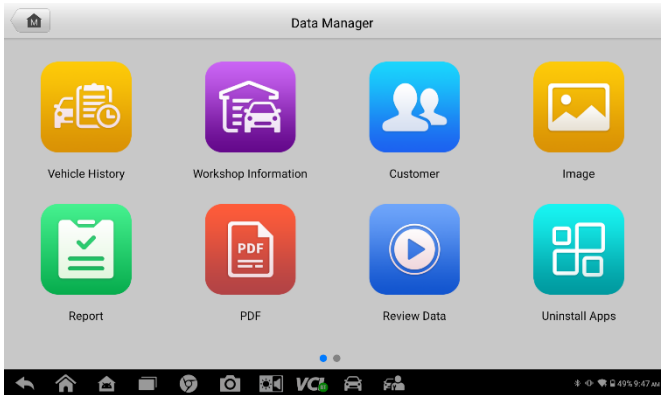 M
Data Manager
Vehicle History
Workshop Information
Customer
Image
PDF
Report
PDF
Review Data
Uninstall Apps
VCI
49% 9:47 AM